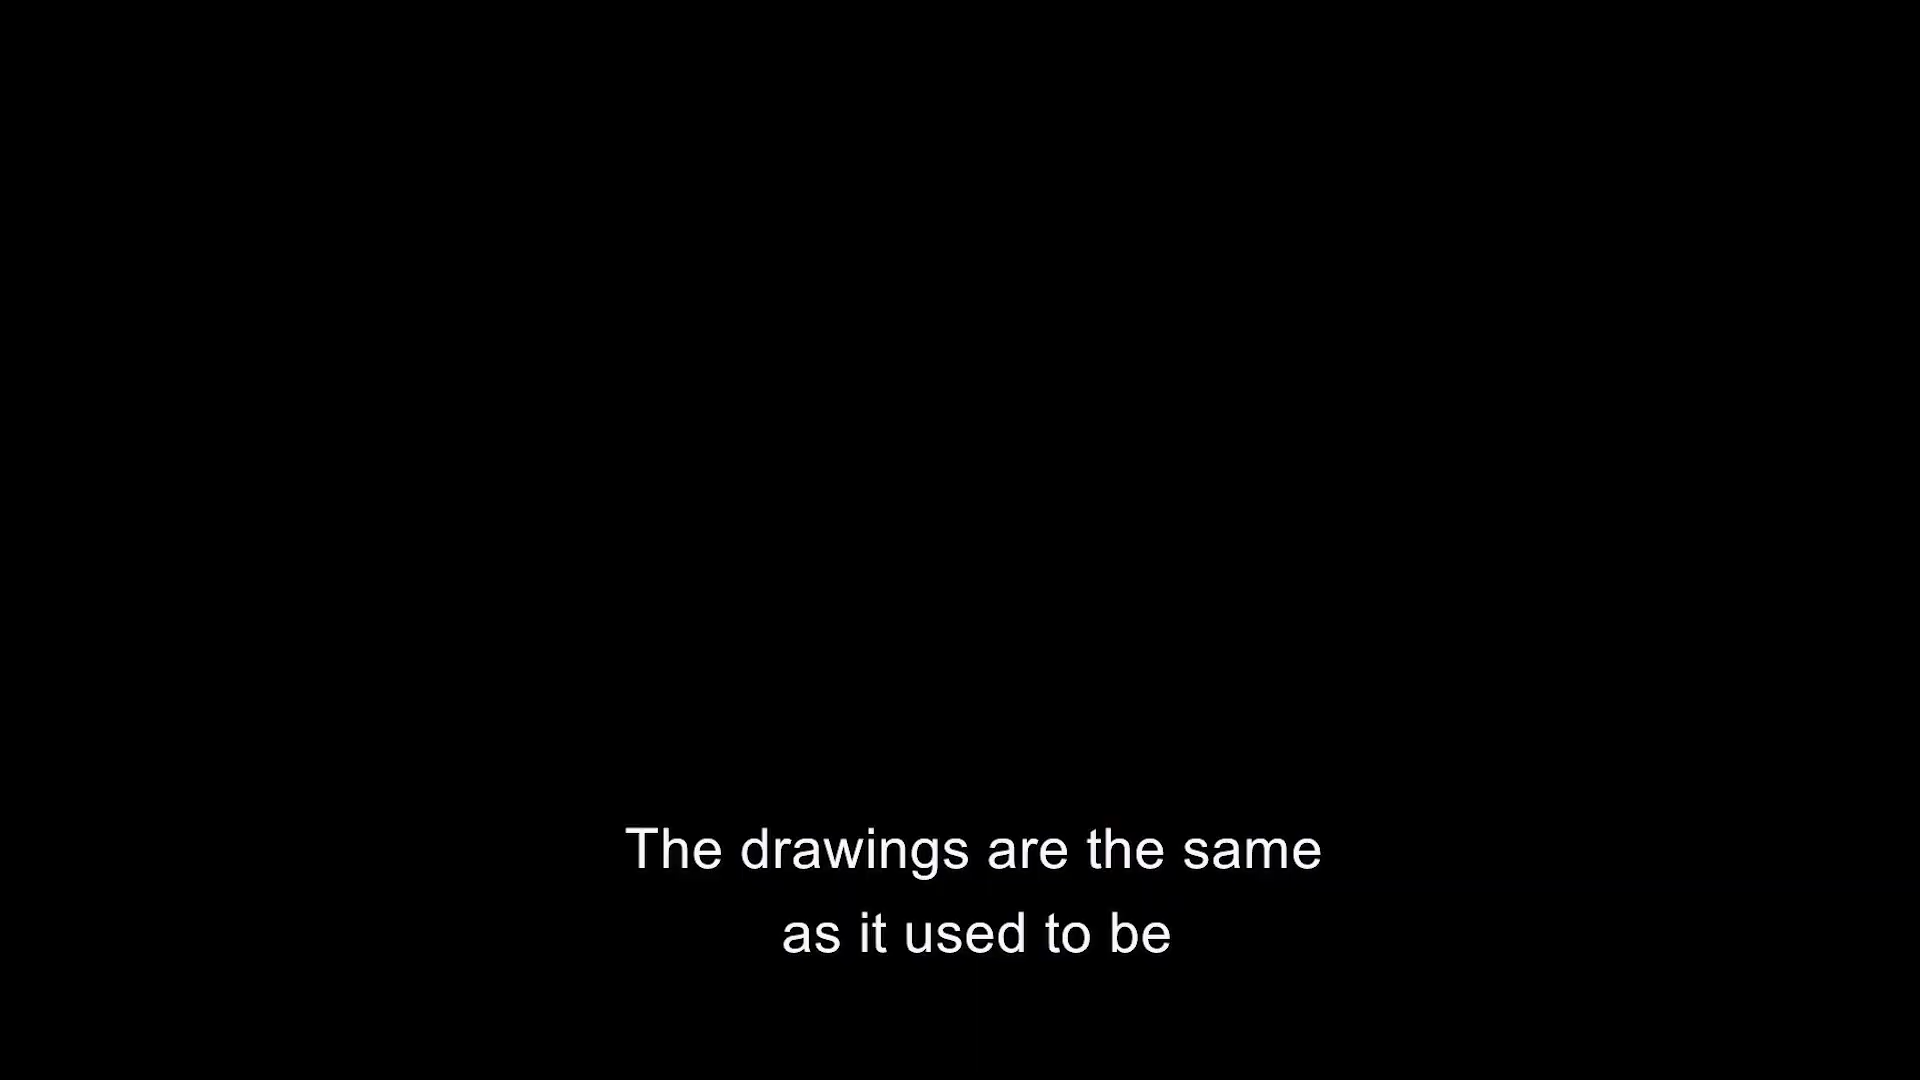 The drawings are the same
as it used to be